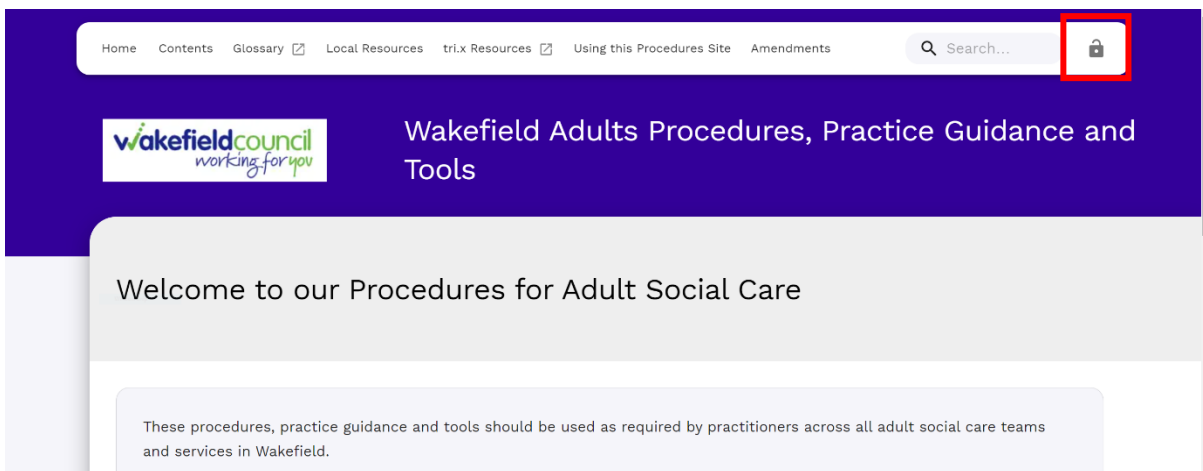 Home Contents Glossary Local Resources tri.x Resources Using this Procedures Site Amendments Search...
wakefieldcouncil
working for you
Wakefield Adults Procedures, Practice Guidance and
Tools
Welcome to our Procedures for Adult Social Care
These procedures, practice guidance and tools should be used as required by practitioners across all adult social care teams
and services in Wakefield.